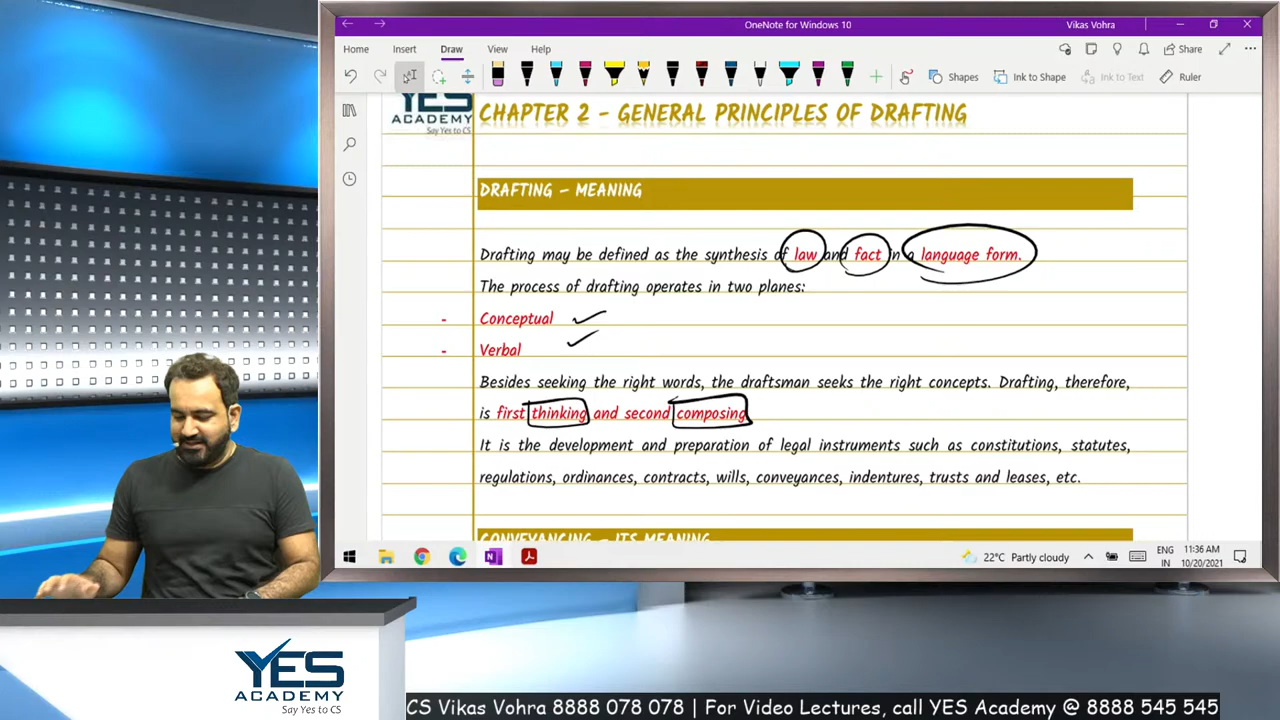 OneNote for Windows 10
Vikas Vohra
Home Insert Draw View Help
Share
Shapes
Ink to Shape
Ink to Text
Ruler
YES
ACADEMY
Say Yes to CS
CHAPTER 2 - GENERAL PRINCIPLES OF DRAFTING
DRAFTING – MEANING
Drafting may be defined as the synthesis of law and fact in a language form.
The process of drafting operates in two planes:
- Conceptual
- Verbal
Besides seeking the right words, the draftsman seeks the right concepts. Drafting, therefore,
is first thinking and second composing
It is the development and preparation of legal instruments such as constitutions, statutes,
regulations, ordinances, contracts, wills, conveyances, indentures, trusts and leases, etc.
CONVEYANCING – ITS MEANING
22°C Partly cloudy
ENG
IN
11:36 AM
10/20/2021
YES
ACADEMY
Say Yes to CS
CS Vikas Vohra 8888 078 078 | For Video Lectures, call YES Academy @ 8888 545 545